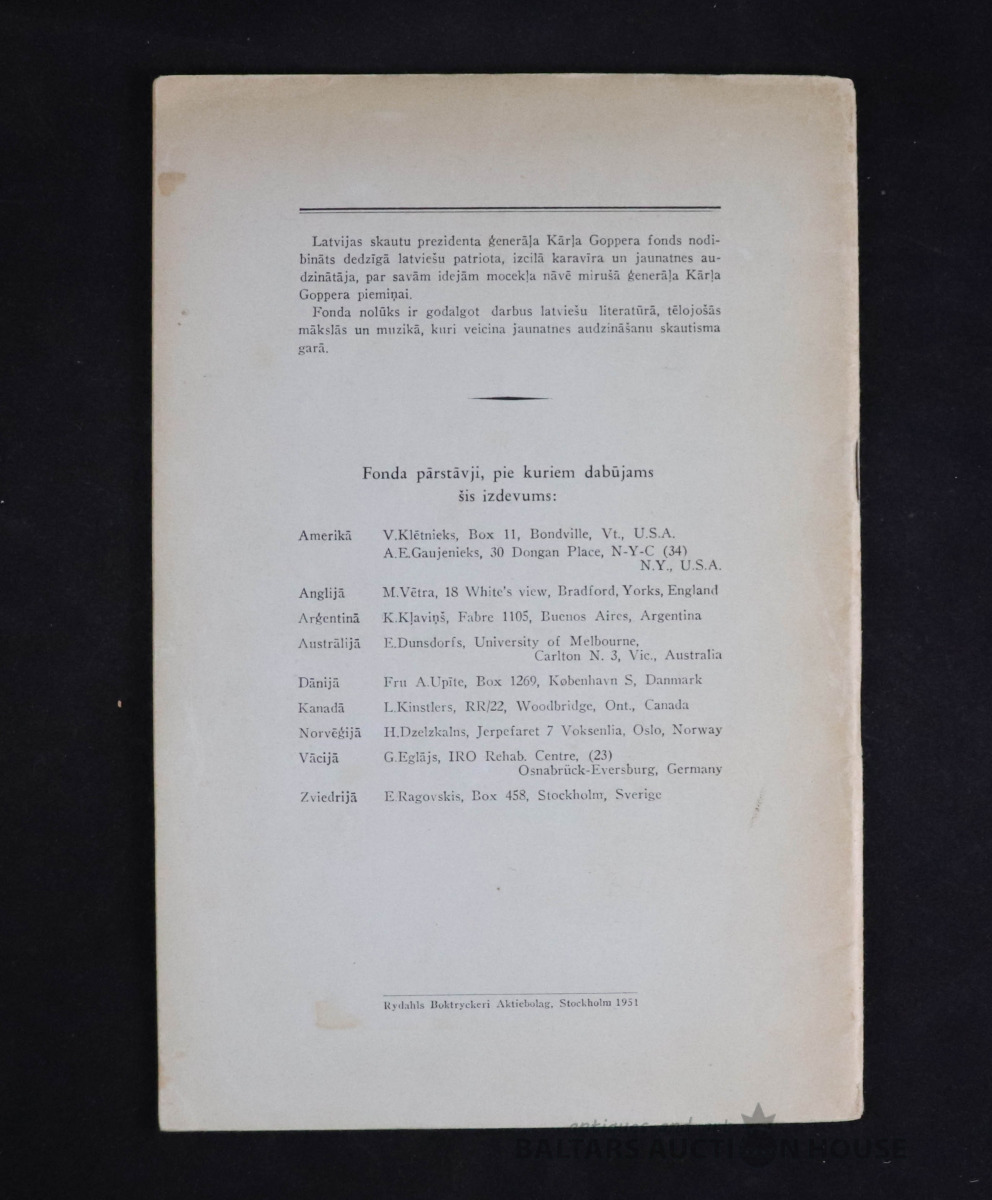 Latvijas skautu prezidenta ģenerāļa Kārļa Goppera fonds nodi-
bināts dedzīgā latviešu patriota, izcilā karavīra un jaunatnes au-
dzinātāja, par savām idejām mocekļa nāvē mirušā ģenerāļa Kārļa
Goppera piemiņai.
Fonda nolūks ir godalgot darbus latviešu literatūrā, tēlojošās
mākslās un muzikā, kuri veicina jaunatnes audzināšanu skautisma
garā.
Fonda pārstāvji, pie kuriem dabūjams
šis izdevums:
Amerikā V.Klētnieks, Box 11, Bondville, Vt., U.S.A.
A.E.Gaujenieks, 30 Dongan Place, N-Y-C (34)
N.Y., U.S.A.
Anglijā M.Vētra, 18 White's view, Bradford, Yorks, England
Arģentinā K.Kļaviņš, Fabre 1105, Buenos Aires, Argentina
Austrālijā E.Dunsdorfs, University of Melbourne,
Carlton N. 3, Vic., Australia
Dānijā Fru A.Upīte, Box 1269, København S, Danmark
Kanadā L.Kinstlers, RR/22, Woodbridge, Ont., Canada
Norvēģijā H.Dzelzkalns, Jerpefaret 7 Voksenlia, Oslo, Norway
Vācijā G.Eglājs, IRO Rehab. Centre, (23)
Osnabrück-Eversburg, Germany
Zviedrijā E.Ragovskis, Box 458, Stockholm, Sverige
Rydahls Boktryckeri Aktiebolag, Stockholm 1951
antiques and art
BALTARS AUCTION HOUSE